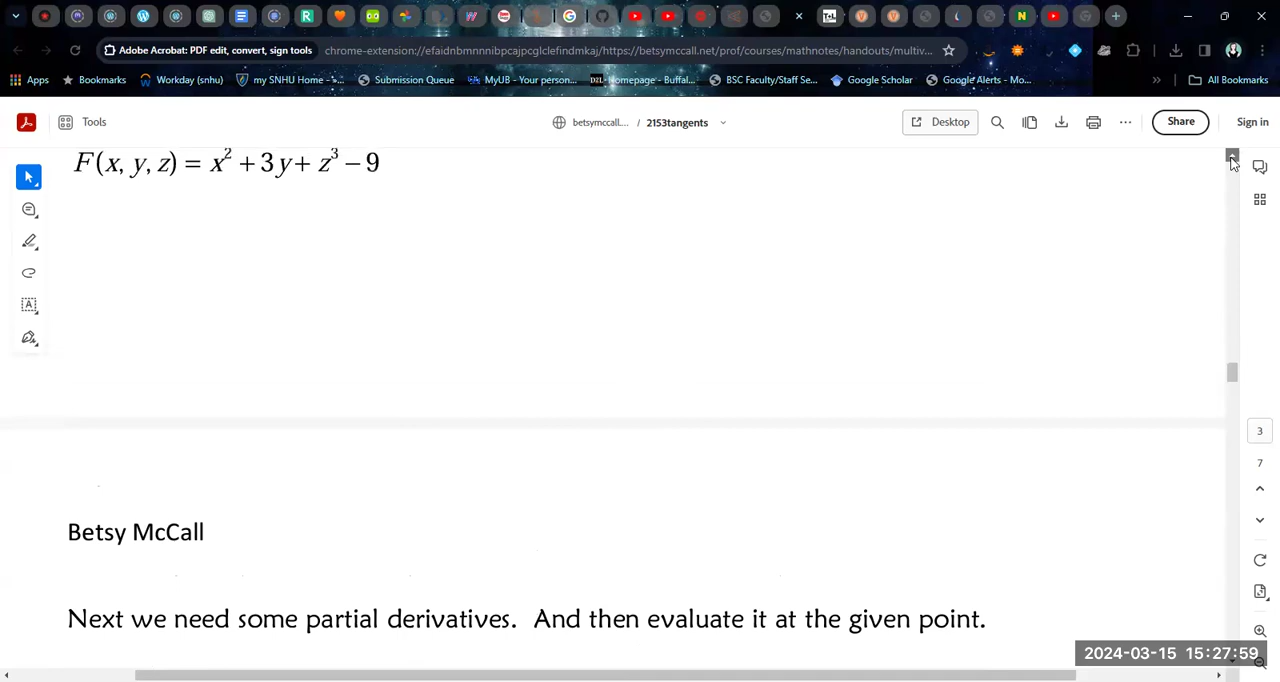 Adobe Acrobat: PDF edit, convert, sign tools
chrome-extension://efaidnbmnnnibpcajpcglclefindmkaj/https://betsymccall.net/prof/courses/mathnotes/handouts/multiv...
Apps
Bookmarks
Workday (snhu)
my SNHU Home - ...
Submission Queue
MyUB - Your person...
D2L
Homepage - Buffal...
BSC Faculty/Staff Se...
Google Scholar
Google Alerts - Mo...
»
All Bookmarks
Tools
betsymccall.... / 2153tangents
Desktop
Share
Sign in
F(x, y, z) = x² + 3y + z³ − 9
3
7
Betsy McCall
Next we need some partial derivatives. And then evaluate it at the given point.
2024-03-15 15:27:59